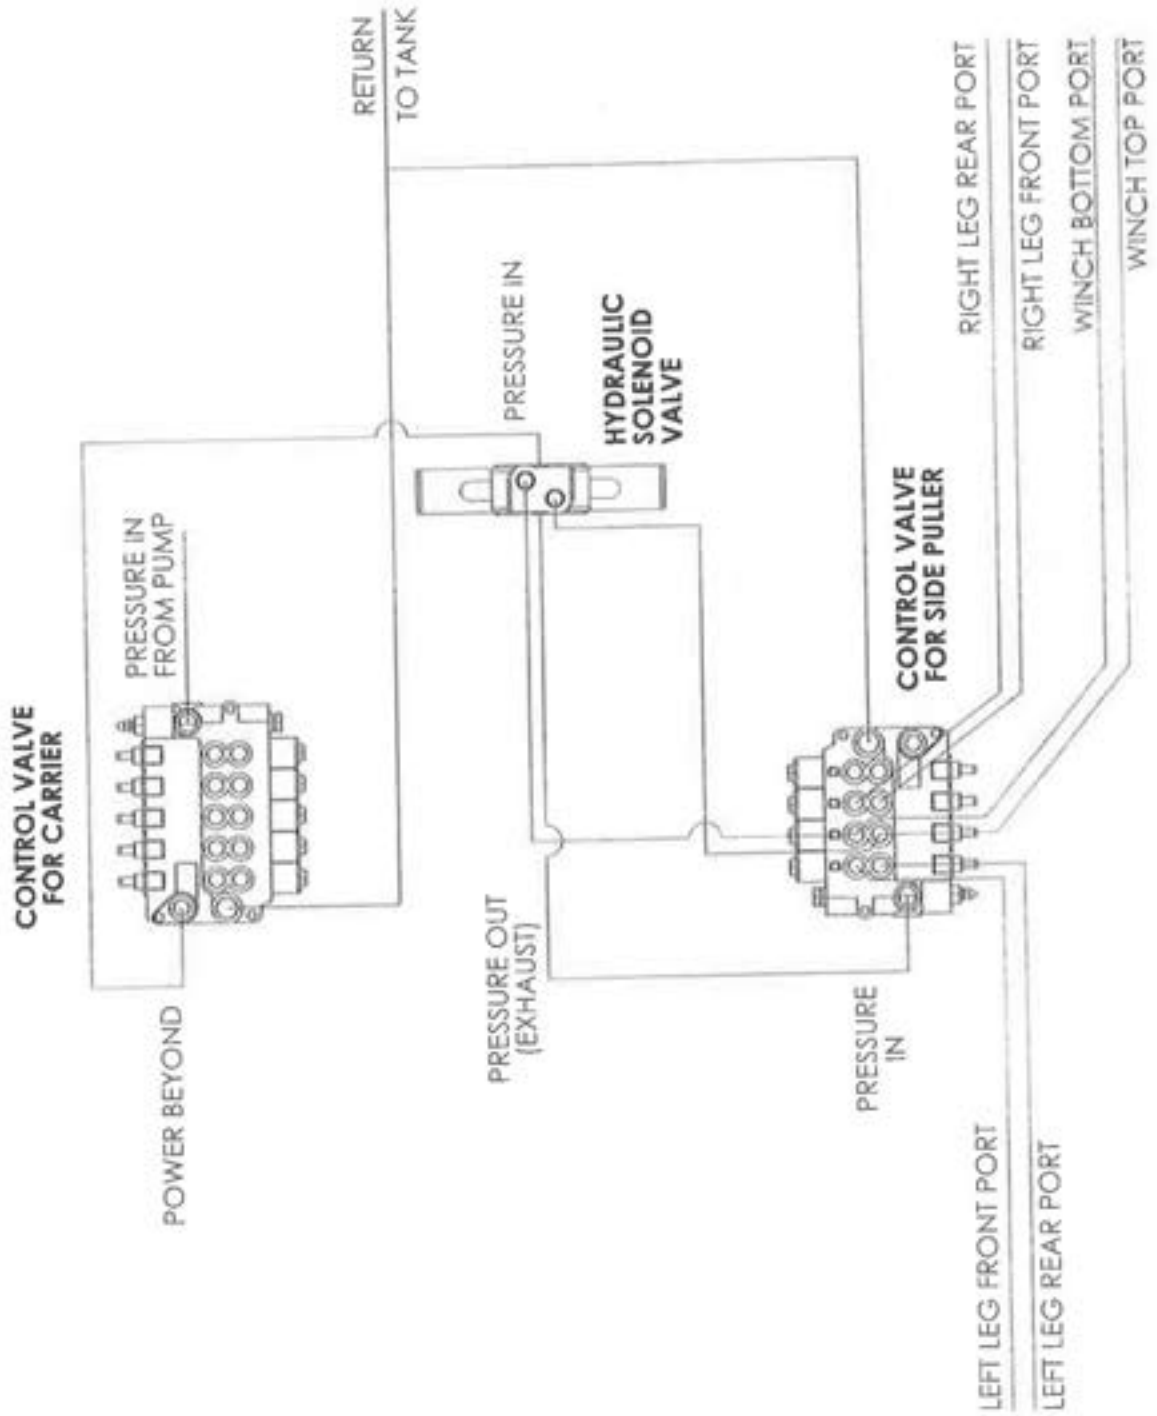 CONTROL VALVE
FOR CARRIER
POWER BEYOND
PRESSURE IN
FROM PUMP
RETURN
TO TANK
PRESSURE OUT
(EXHAUST)
PRESSURE IN
HYDRAULIC
SOLENOID
VALVE
PRESSURE
IN
CONTROL VALVE
FOR SIDE PULLER
LEFT LEG FRONT PORT
LEFT LEG REAR PORT
RIGHT LEG REAR PORT
RIGHT LEG FRONT PORT
WINCH BOTTOM PORT
WINCH TOP PORT